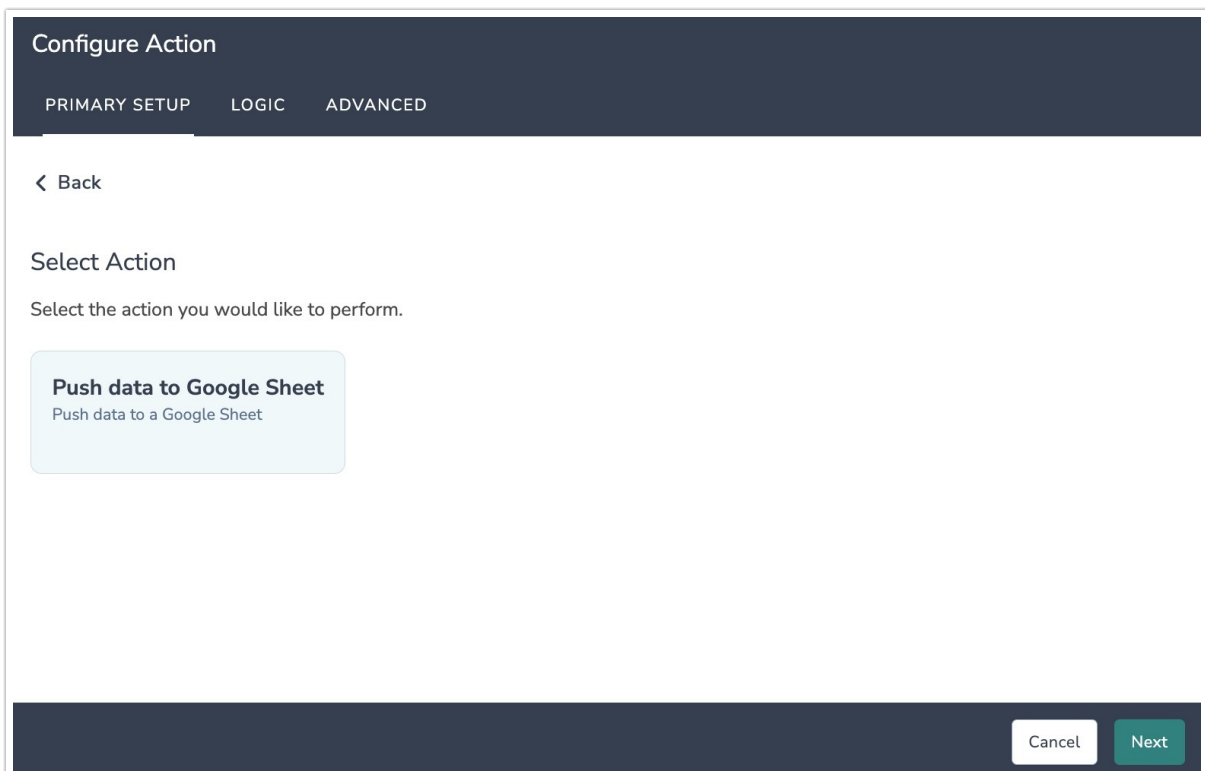 Configure Action
PRIMARY SETUP LOGIC ADVANCED
Back
Select Action
Select the action you would like to perform.
Push data to Google Sheet
Push data to a Google Sheet
Cancel Next